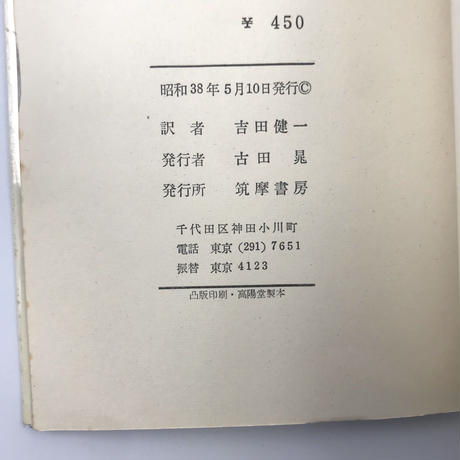 ¥ 450
昭和38年5月10日発行Ⓒ
訳者 吉田健一
発行者 古田晁
発行所 筑摩書房
千代田区神田小川町
電話 東京 (291) 7651
振替 東京 4123
凸版印刷・高陽堂製本